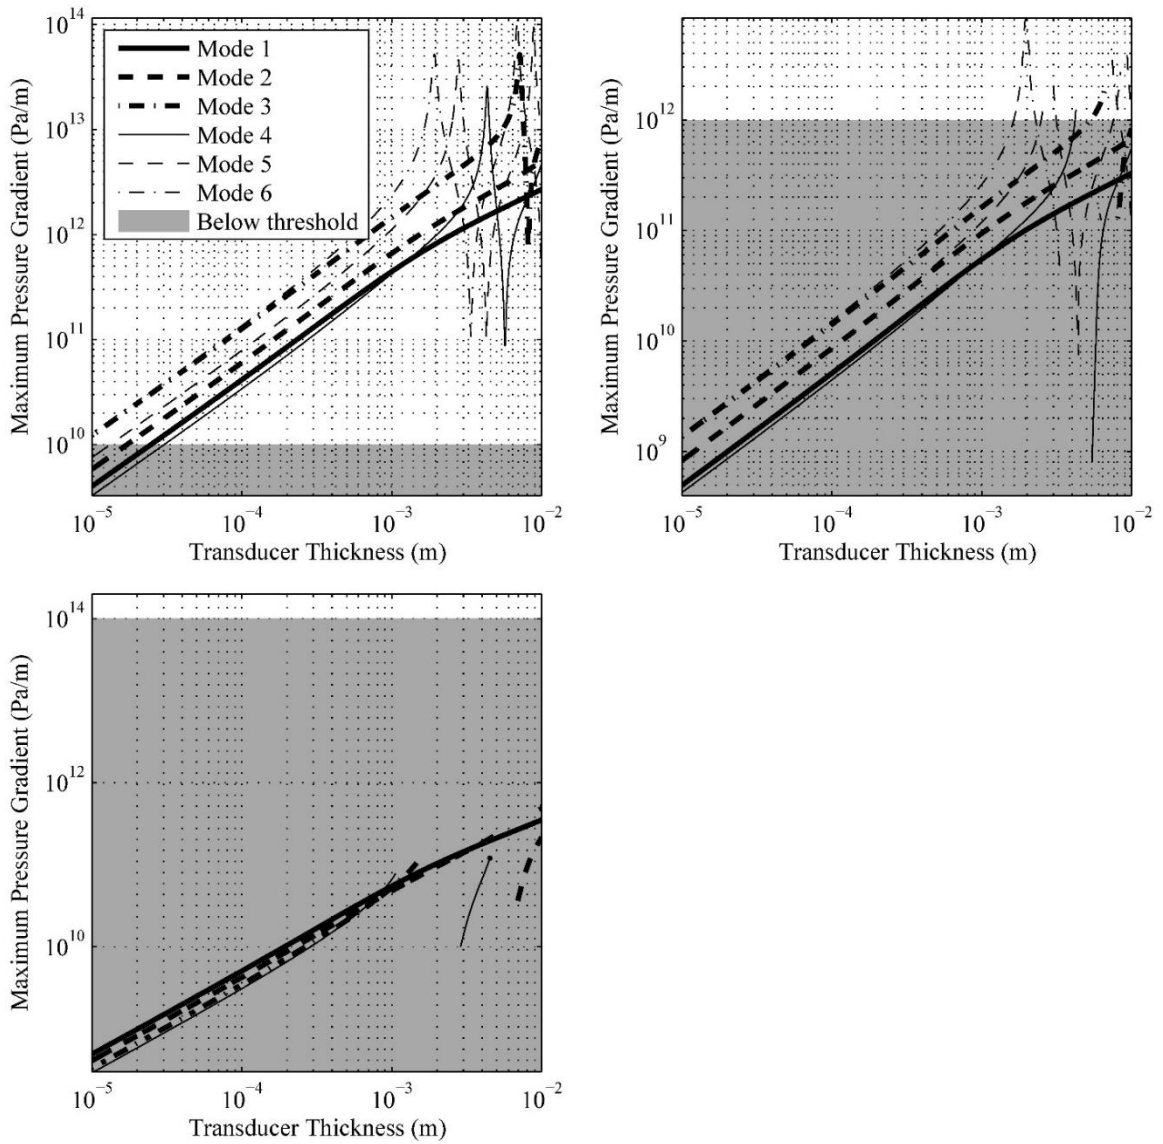 Maximum Pressure Gradient (Pa/m)
10^14
10^13
10^12
10^11
10^10
Mode 1
Mode 2
Mode 3
Mode 4
Mode 5
Mode 6
Below threshold
10^−5
10^−4
10^−3
10^−2
Transducer Thickness (m)
Maximum Pressure Gradient (Pa/m)
10^12
10^11
10^10
10^9
10^−5
10^−4
10^−3
10^−2
Transducer Thickness (m)
Maximum Pressure Gradient (Pa/m)
10^14
10^12
10^10
10^−5
10^−4
10^−3
10^−2
Transducer Thickness (m)